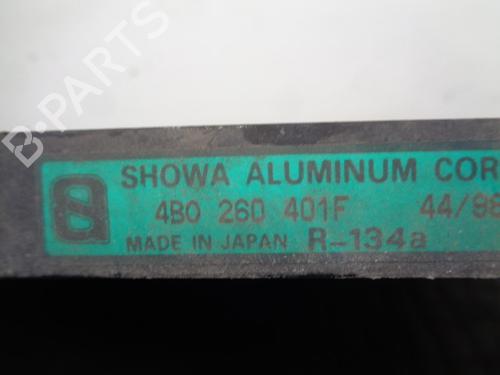 SHOWA ALUMINUM COR
4B0 260 401F 44/98
MADE IN JAPAN R-134a
B-PARTS